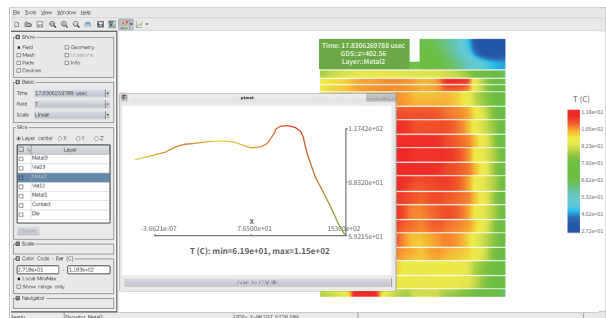 File Tools View Window Help
Show
Field
Geometry
Mesh
Violations
Pads
Info
Devices
Basic
Time 17.8306269788 usec
Field T
Scale Linear
Slice
Layer center X Y Z
Layer
Metal3
Via23
Metal2
Via12
Metal1
Contact
Die
Scale
Color Code - Bar [C]
Local Min/Max
Show range only
Navigator
Ready
Showing Metal2
Time: 17.8306269788 usec
GDS::z=402.56
Layer::Metal2
1.1742e+02
8.8320e+01
5.9215e+01
X
-3.6621e-07
7.6500e+01
T (C): min=6.19e+01, max=1.15e+02
T (C)
1.18e+02
1.05e+02
9.23e+01
7.92e+01
6.62e+01
5.32e+01
4.02e+01
2.72e+01